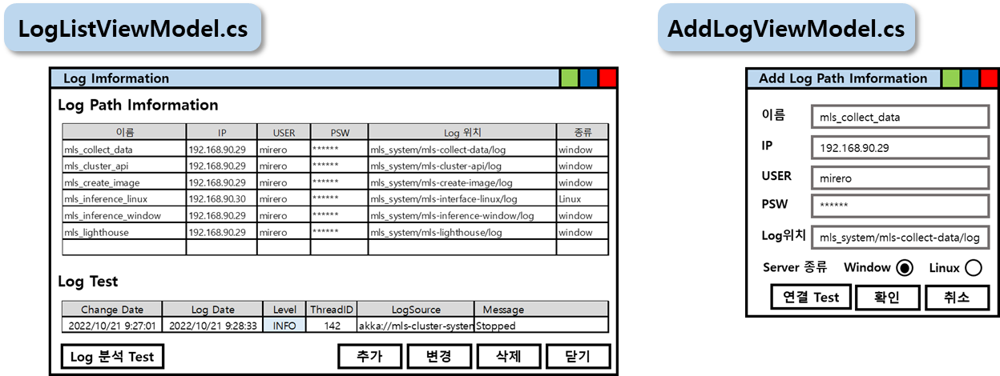 LogListViewModel.cs
AddLogViewModel.cs
Log Imformation
Log Path Imformation
이름 IP USER PSW Log 위치 종류
mls_collect_data 192.168.90.29 mirero ****** mls_system/mls-collect-data/log window
mls_cluster_api 192.168.90.29 mirero ****** mls_system/mls-cluster-api/log window
mls_create_image 192.168.90.29 mirero ****** mls_system/mls-create-image/log window
mls_inference_linux 192.168.90.30 mirero ****** mls_system/mls-interface-linux/log Linux
mls_inference_window 192.168.90.29 mirero ****** mls_system/mls-inference-window/log window
mls_lighthouse 192.168.90.29 mirero ****** mls_system/mls-lighthouse/log window
Log Test
Change Date Log Date Level ThreadID LogSource Message
2022/10/21 9:27:01 2022/10/21 9:28:33 INFO 142 akka://mls-cluster-system Stopped
Log 분석 Test 추가 변경 삭제 닫기
Add Log Path Imformation
이름 mls_collect_data
IP 192.168.90.29
USER mirero
PSW ******
Log위치 mls_system/mls-collect-data/log
Server 종류 Window Linux
연결 Test 확인 취소